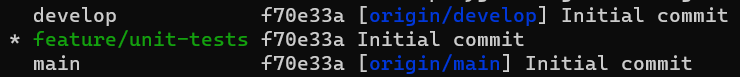 develop f70e33a [origin/develop] Initial commit
* feature/unit-tests f70e33a Initial commit
main f70e33a [origin/main] Initial commit